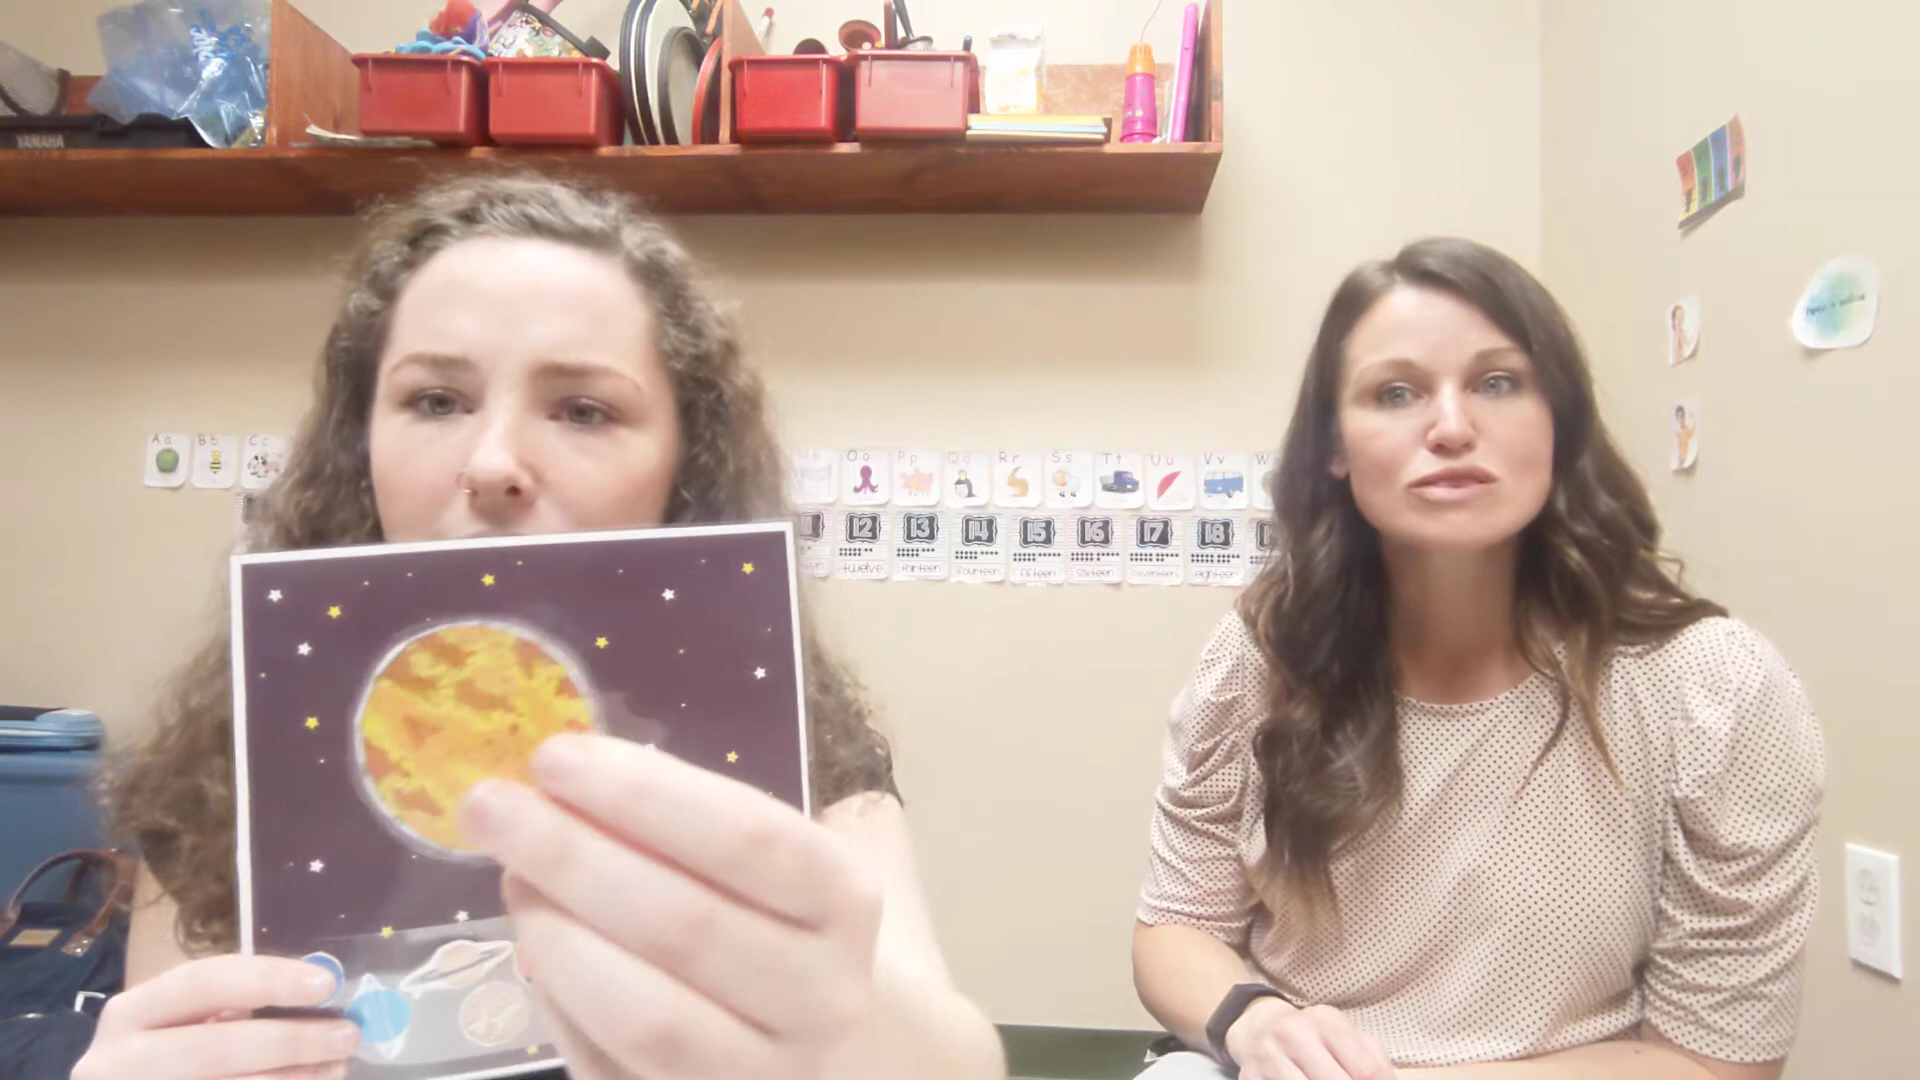 YAMAHA
Aa Bb Cc
Oo Pp Qq Rr Ss Tt Uu Vv W
12 13 14 15 16 17 18
twelve thirteen fourteen fifteen sixteen seventeen eighteen